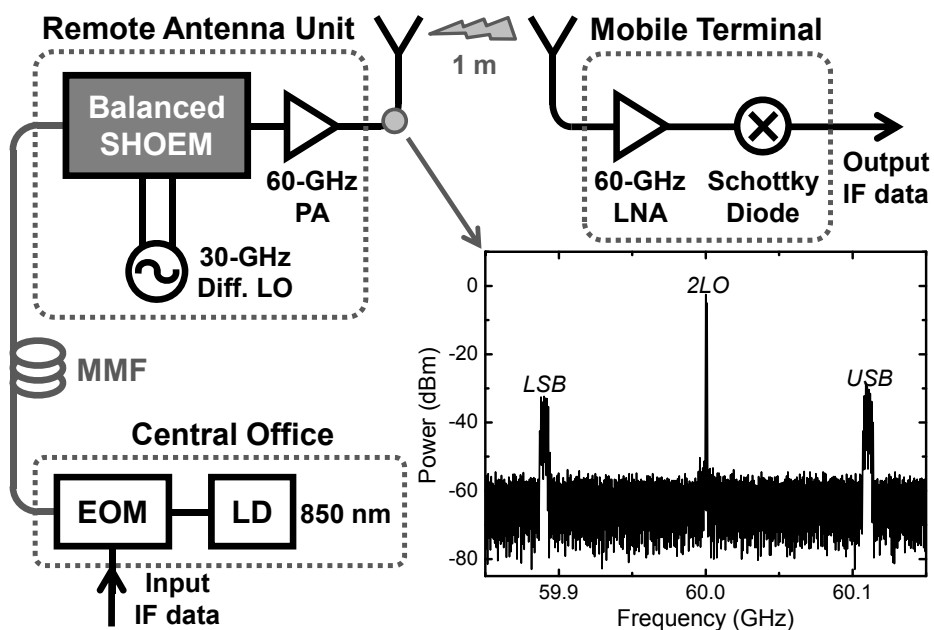 Remote Antenna Unit
Balanced
SHOEM
60-GHz
PA
30-GHz
Diff. LO
1 m
Mobile Terminal
60-GHz
LNA
Schottky
Diode
Output
IF data
MMF
Central Office
EOM
LD
850 nm
Input
IF data
Power (dBm)
0
-20
-40
-60
-80
2LO
LSB
USB
59.9
60.0
60.1
Frequency (GHz)